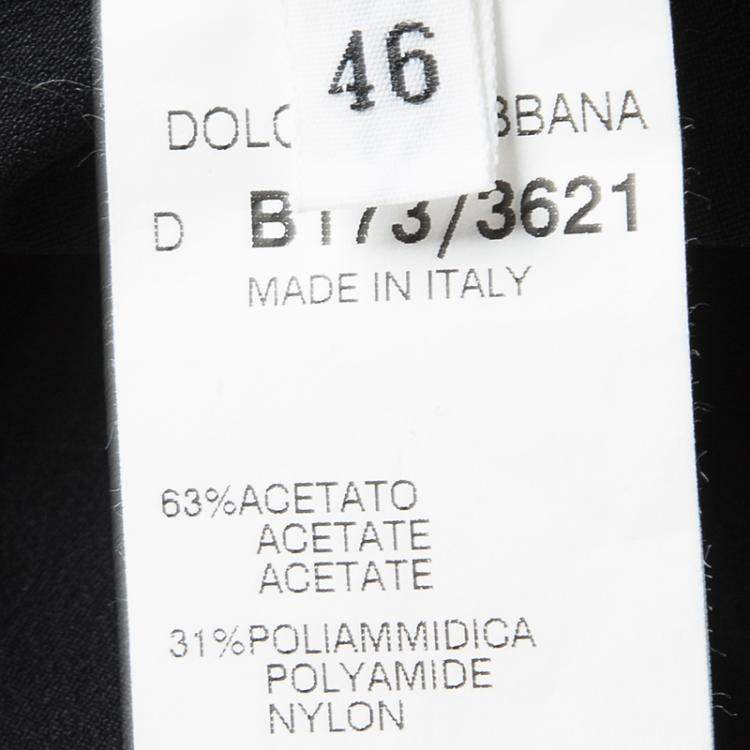 46
DOLC BBANA
D B173/3621
MADE IN ITALY
63%ACETATO
ACETATE
ACETATE
31%POLIAMMIDICA
POLYAMIDE
NYLON